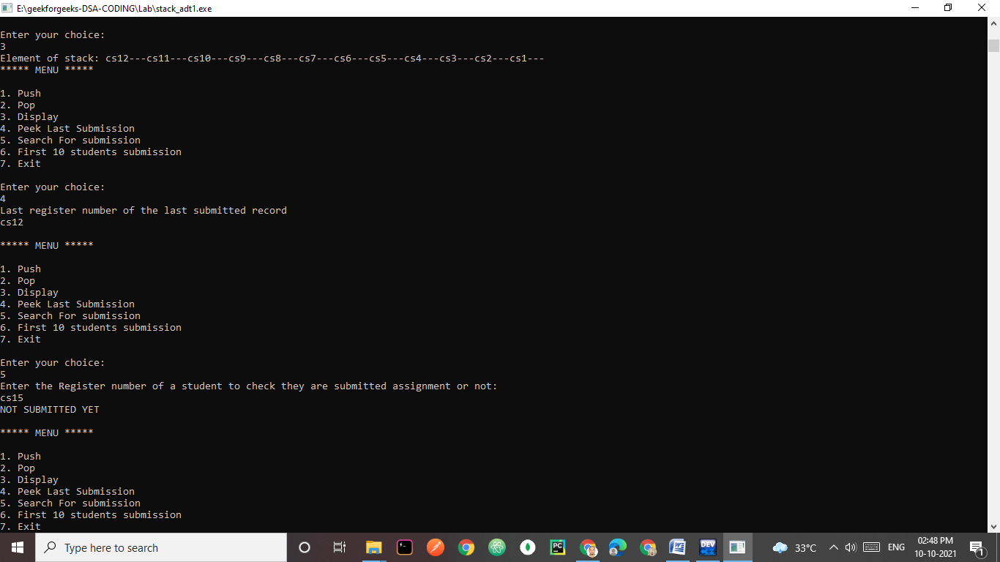 E:\geekforgeeks-DSA-CODING\Lab\stack_adt1.exe
Enter your choice:
3
Element of stack: cs12---cs11---cs10---cs9---cs8---cs7---cs6---cs5---cs4---cs3---cs2---cs1---
***** MENU *****
1. Push
2. Pop
3. Display
4. Peek Last Submission
5. Search For submission
6. First 10 students submission
7. Exit
Enter your choice:
4
Last register number of the last submitted record
cs12
***** MENU *****
1. Push
2. Pop
3. Display
4. Peek Last Submission
5. Search For submission
6. First 10 students submission
7. Exit
Enter your choice:
5
Enter the Register number of a student to check they are submitted assignment or not:
cs15
NOT SUBMITTED YET
***** MENU *****
1. Push
2. Pop
3. Display
4. Peek Last Submission
5. Search For submission
6. First 10 students submission
7. Exit
Type here to search
PC
W
DEV
33°C
ENG
02:48 PM
10-10-2021
1